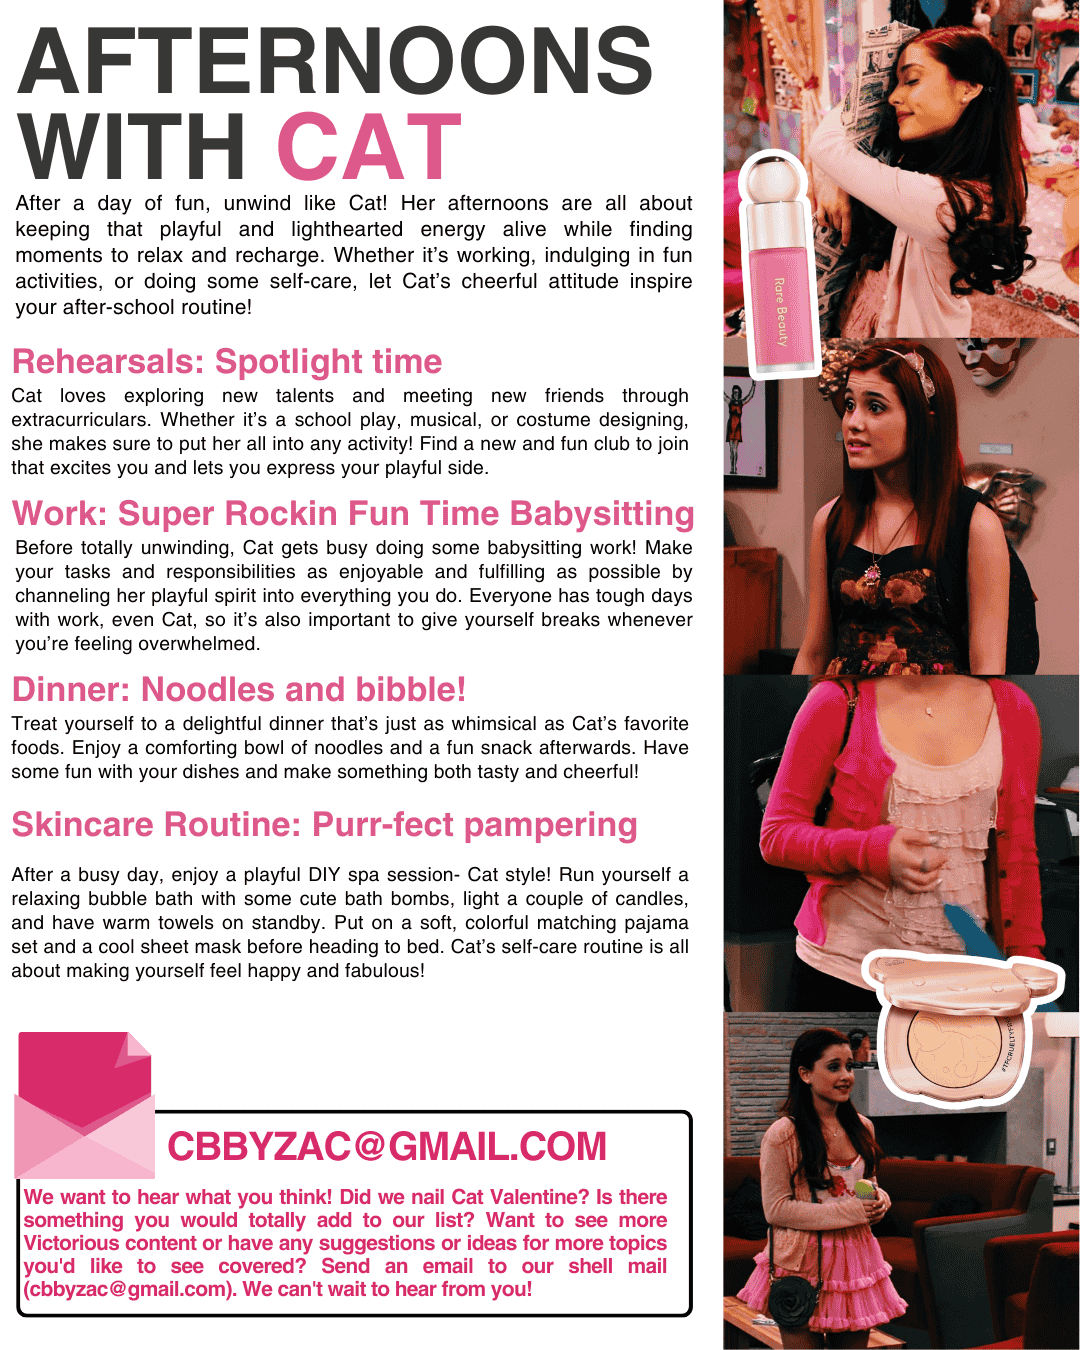 AFTERNOONS
WITH CAT
After a day of fun, unwind like Cat! Her afternoons are all about
keeping that playful and lighthearted energy alive while finding
moments to relax and recharge. Whether it's working, indulging in fun
activities, or doing some self-care, let Cat's cheerful attitude inspire
your after-school routine!
Rehearsals: Spotlight time
Cat loves exploring new talents and meeting new friends through
extracurriculars. Whether it's a school play, musical, or costume designing,
she makes sure to put her all into any activity! Find a new and fun club to join
that excites you and lets you express your playful side.
Work: Super Rockin Fun Time Babysitting
Before totally unwinding, Cat gets busy doing some babysitting work! Make
your tasks and responsibilities as enjoyable and fulfilling as possible by
channeling her playful spirit into everything you do. Everyone has tough days
with work, even Cat, so it's also important to give yourself breaks whenever
you're feeling overwhelmed.
Dinner: Noodles and bibble!
Treat yourself to a delightful dinner that's just as whimsical as Cat's favorite
foods. Enjoy a comforting bowl of noodles and a fun snack afterwards. Have
some fun with your dishes and make something both tasty and cheerful!
Skincare Routine: Purr-fect pampering
After a busy day, enjoy a playful DIY spa session- Cat style! Run yourself a
relaxing bubble bath with some cute bath bombs, light a couple of candles,
and have warm towels on standby. Put on a soft, colorful matching pajama
set and a cool sheet mask before heading to bed. Cat's self-care routine is all
about making yourself feel happy and fabulous!
CBBYZAC@GMAIL.COM
We want to hear what you think! Did we nail Cat Valentine? Is there
something you would totally add to our list? Want to see more
Victorious content or have any suggestions or ideas for more topics
you'd like to see covered? Send an email to our shell mail
(cbbyzac@gmail.com). We can't wait to hear from you!
Rare Beauty